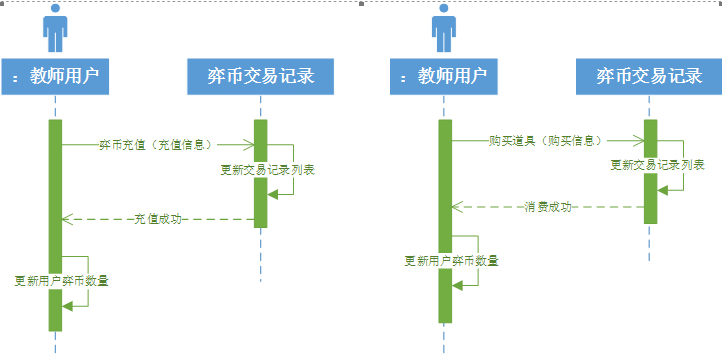 ：教师用户
弈币交易记录
弈币充值（充值信息）
更新交易记录列表
充值成功
更新用户弈币数量
：教师用户
弈币交易记录
购买道具（购买信息）
更新交易记录列表
消费成功
更新用户弈币数量